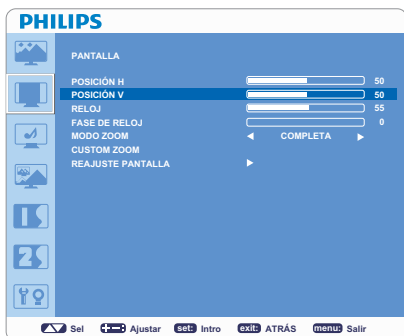 PHILIPS
PANTALLA
POSICIÓN H 50
POSICIÓN V 50
RELOJ 55
FASE DE RELOJ 0
MODO ZOOM COMPLETA
CUSTOM ZOOM
REAJUSTE PANTALLA
Sel Ajustar set: Intro exit: ATRÁS menu: Salir